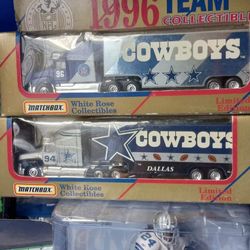 1996 TEAM
COLLECTIBLE
COWBOYS
96
MATCHBOX
White Rose
Collectibles
Limited
Edition
COWBOYS
94
DALLAS
MATCHBOX
White Rose
Collectibles
Limited
Edition
24